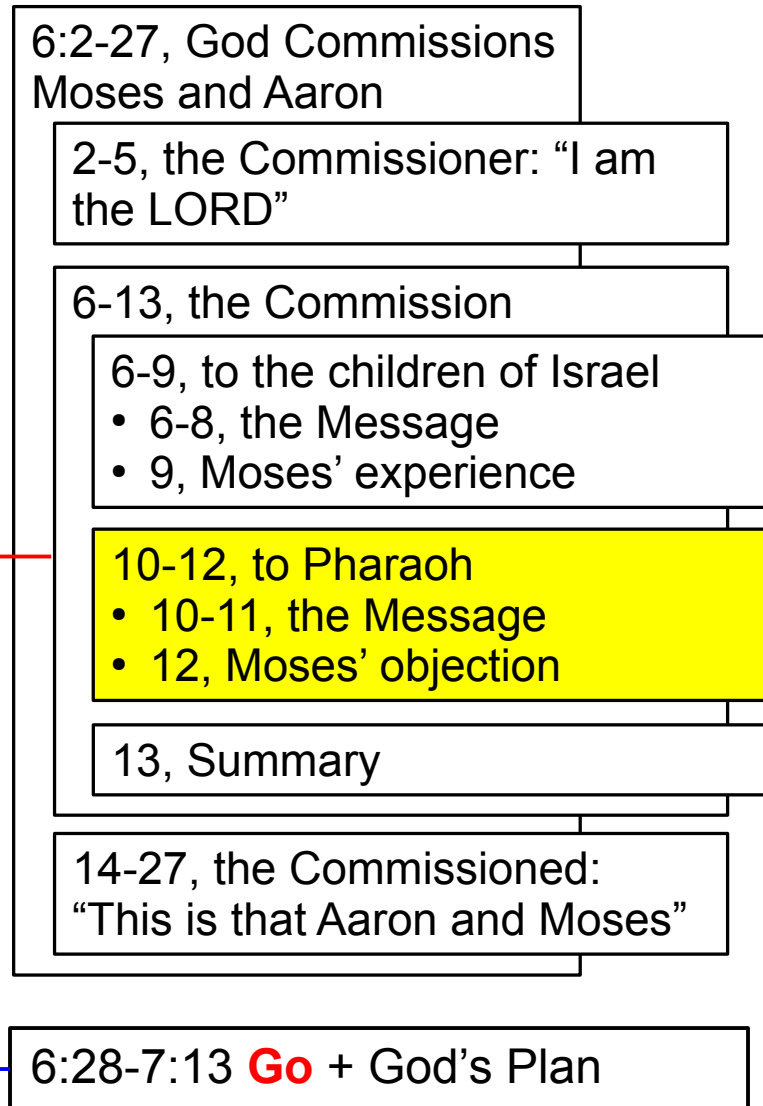 6:2-27, God Commissions
Moses and Aaron
2-5, the Commissioner: “I am
the LORD”
6-13, the Commission
6-9, to the children of Israel
• 6-8, the Message
• 9, Moses’ experience
10-12, to Pharaoh
• 10-11, the Message
• 12, Moses’ objection
13, Summary
14-27, the Commissioned:
“This is that Aaron and Moses”
6:28-7:13 Go + God’s Plan